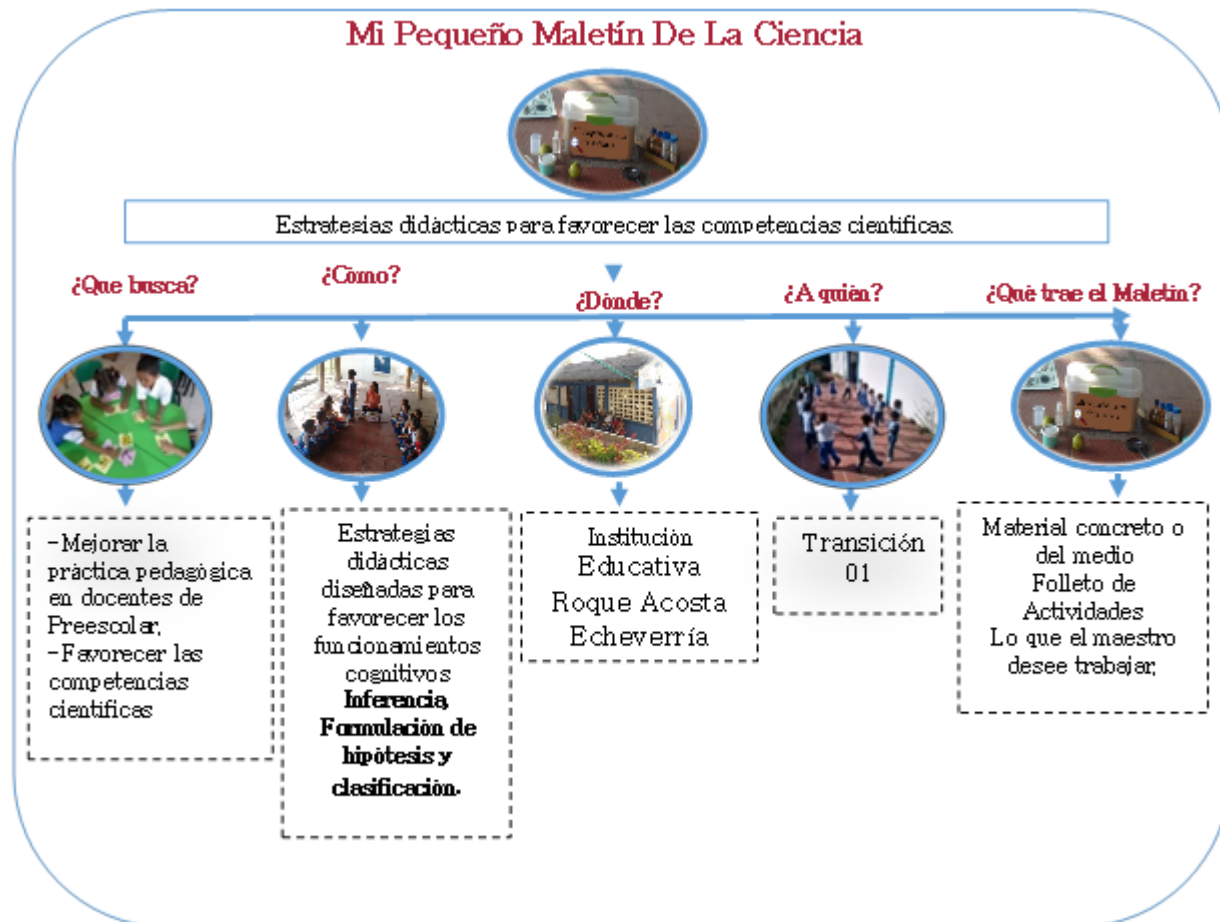 Mi Pequeño Maletín De La Ciencia
Estrategias didácticas para favorecer las competencias científicas.
¿Que busca?
¿Cómo?
¿Dónde?
¿A quién?
¿Qué trae el Maletín?
-Mejorar la
práctica pedagógica
en docentes de
Preescolar,
-Favorecer las
competencias
científicas
Estrategias
didácticas
diseñadas para
favorecer los
funcionamientos
cognitivos
Inferencia,
Formulación de
hipótesis y
clasificación.
Institución
Educativa
Roque Acosta
Echeverría
Transición
01
Material concreto o
del medio
Folleto de
Actividades
Lo que el maestro
desee trabajar,